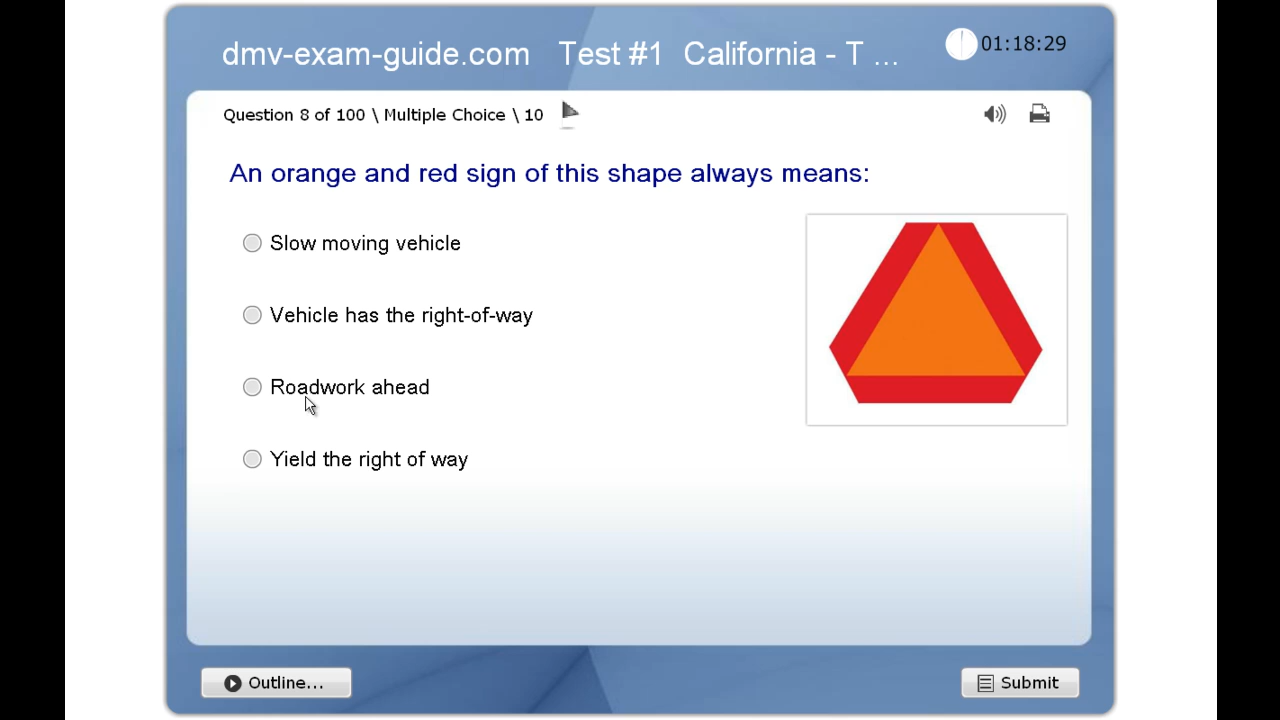 dmv-exam-guide.com Test #1 California - T ...
01:18:29
Question 8 of 100 \ Multiple Choice \ 10
An orange and red sign of this shape always means:
Slow moving vehicle
Vehicle has the right-of-way
Roadwork ahead
Yield the right of way
Outline...
Submit